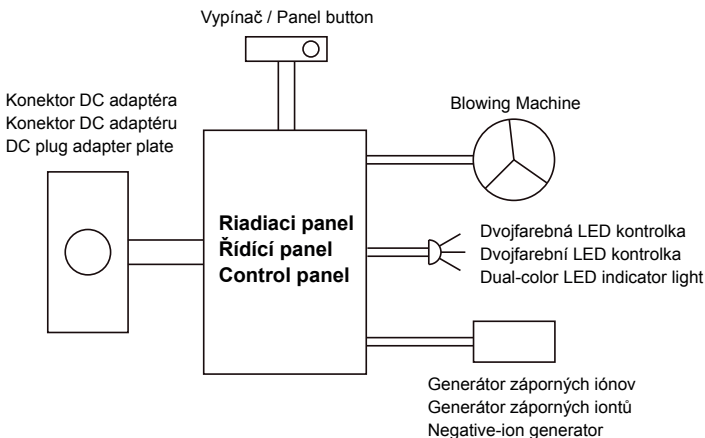 Vypínač / Panel button
Konektor DC adaptéra
Konektor DC adaptéru
DC plug adapter plate
Blowing Machine
Riadiaci panel
Řídící panel
Control panel
Dvojfarebná LED kontrolka
Dvojfarební LED kontrolka
Dual-color LED indicator light
Generátor záporných iónov
Generátor záporných iontů
Negative-ion generator